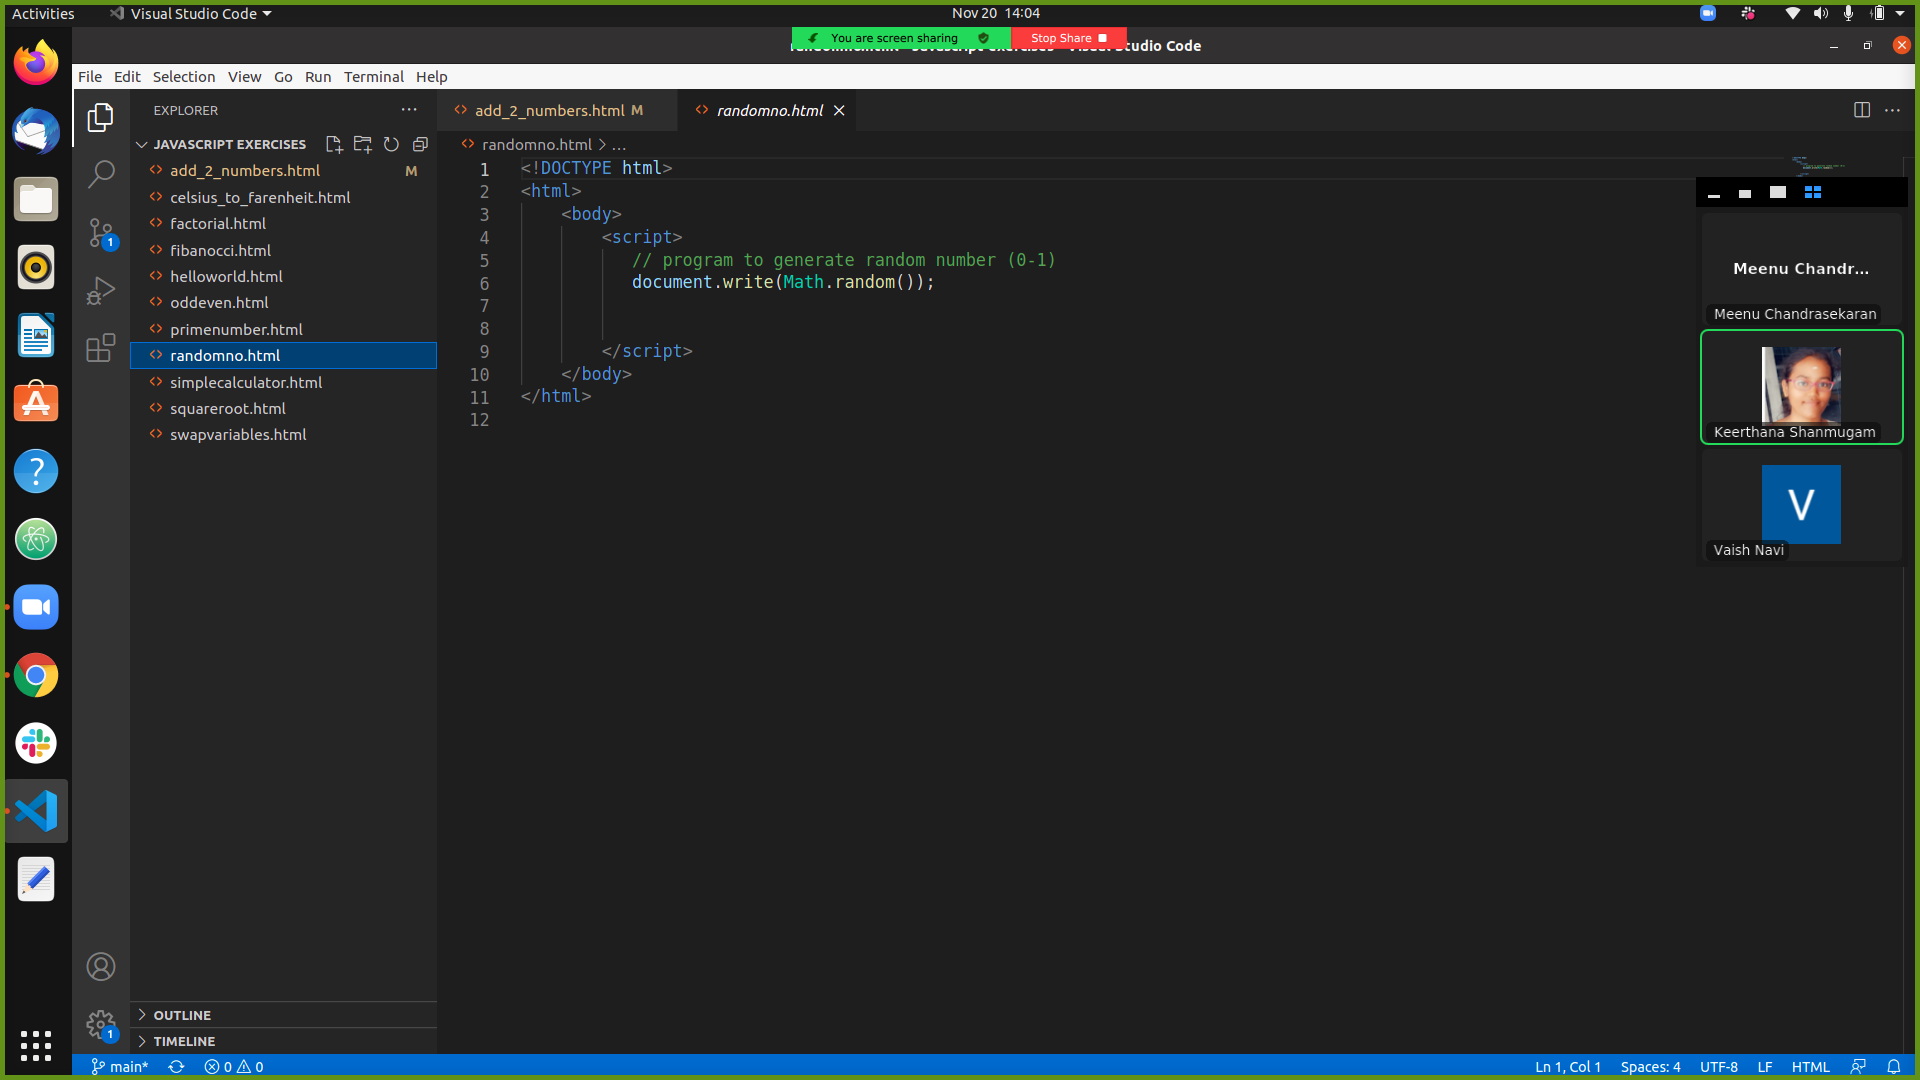 Activities
Visual Studio Code
Nov 20 14:04
You are screen sharing
Stop Share
Studio Code
File Edit Selection View Go Run Terminal Help
EXPLORER
JAVASCRIPT EXERCISES
add_2_numbers.html M
celsius_to_farenheit.html
factorial.html
fibanocci.html
helloworld.html
oddeven.html
primenumber.html
randomno.html
simplecalculator.html
squareroot.html
swapvariables.html
OUTLINE
TIMELINE
1
1
add_2_numbers.html M
randomno.html
randomno.html > ...
1 <!DOCTYPE html>
2 <html>
3 <body>
4 <script>
5 // program to generate random number (0-1)
6 document.write(Math.random());
7
8
9 </script>
10 </body>
11 </html>
12
Meenu Chandr...
Meenu Chandrasekaran
Keerthana Shanmugam
V
Vaish Navi
main* 0 0
Ln 1, Col 1 Spaces: 4 UTF-8 LF HTML